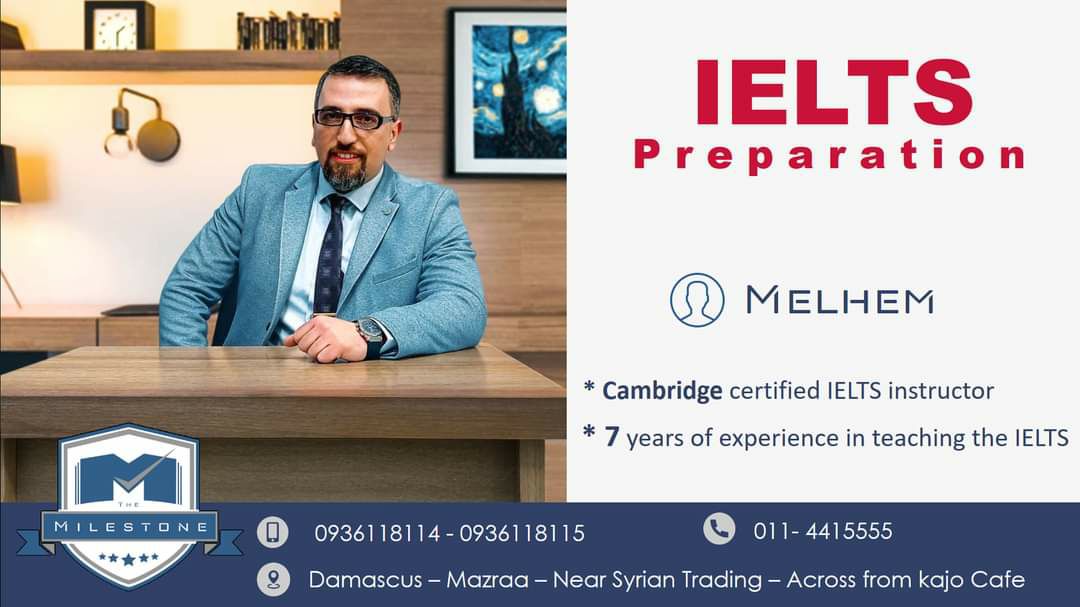 IELTS
Preparation
MELHEM
* Cambridge certified IELTS instructor
* 7 years of experience in teaching the IELTS
THE
MILESTONE
0936118114 - 0936118115
011- 4415555
Damascus – Mazraa – Near Syrian Trading – Across from kajo Cafe